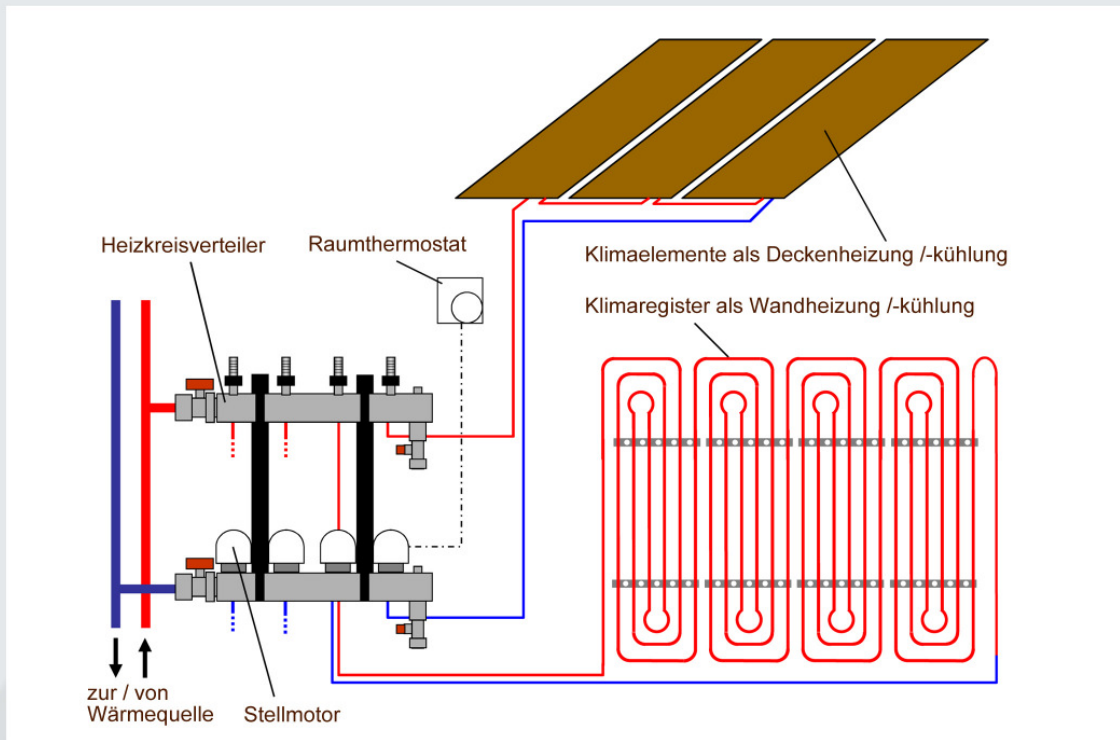 Heizkreisverteiler
Raumthermostat
Klimaelemente als Deckenheizung /-kühlung
Klimaregister als Wandheizung /-kühlung
zur / von
Wärmequelle
Stellmotor